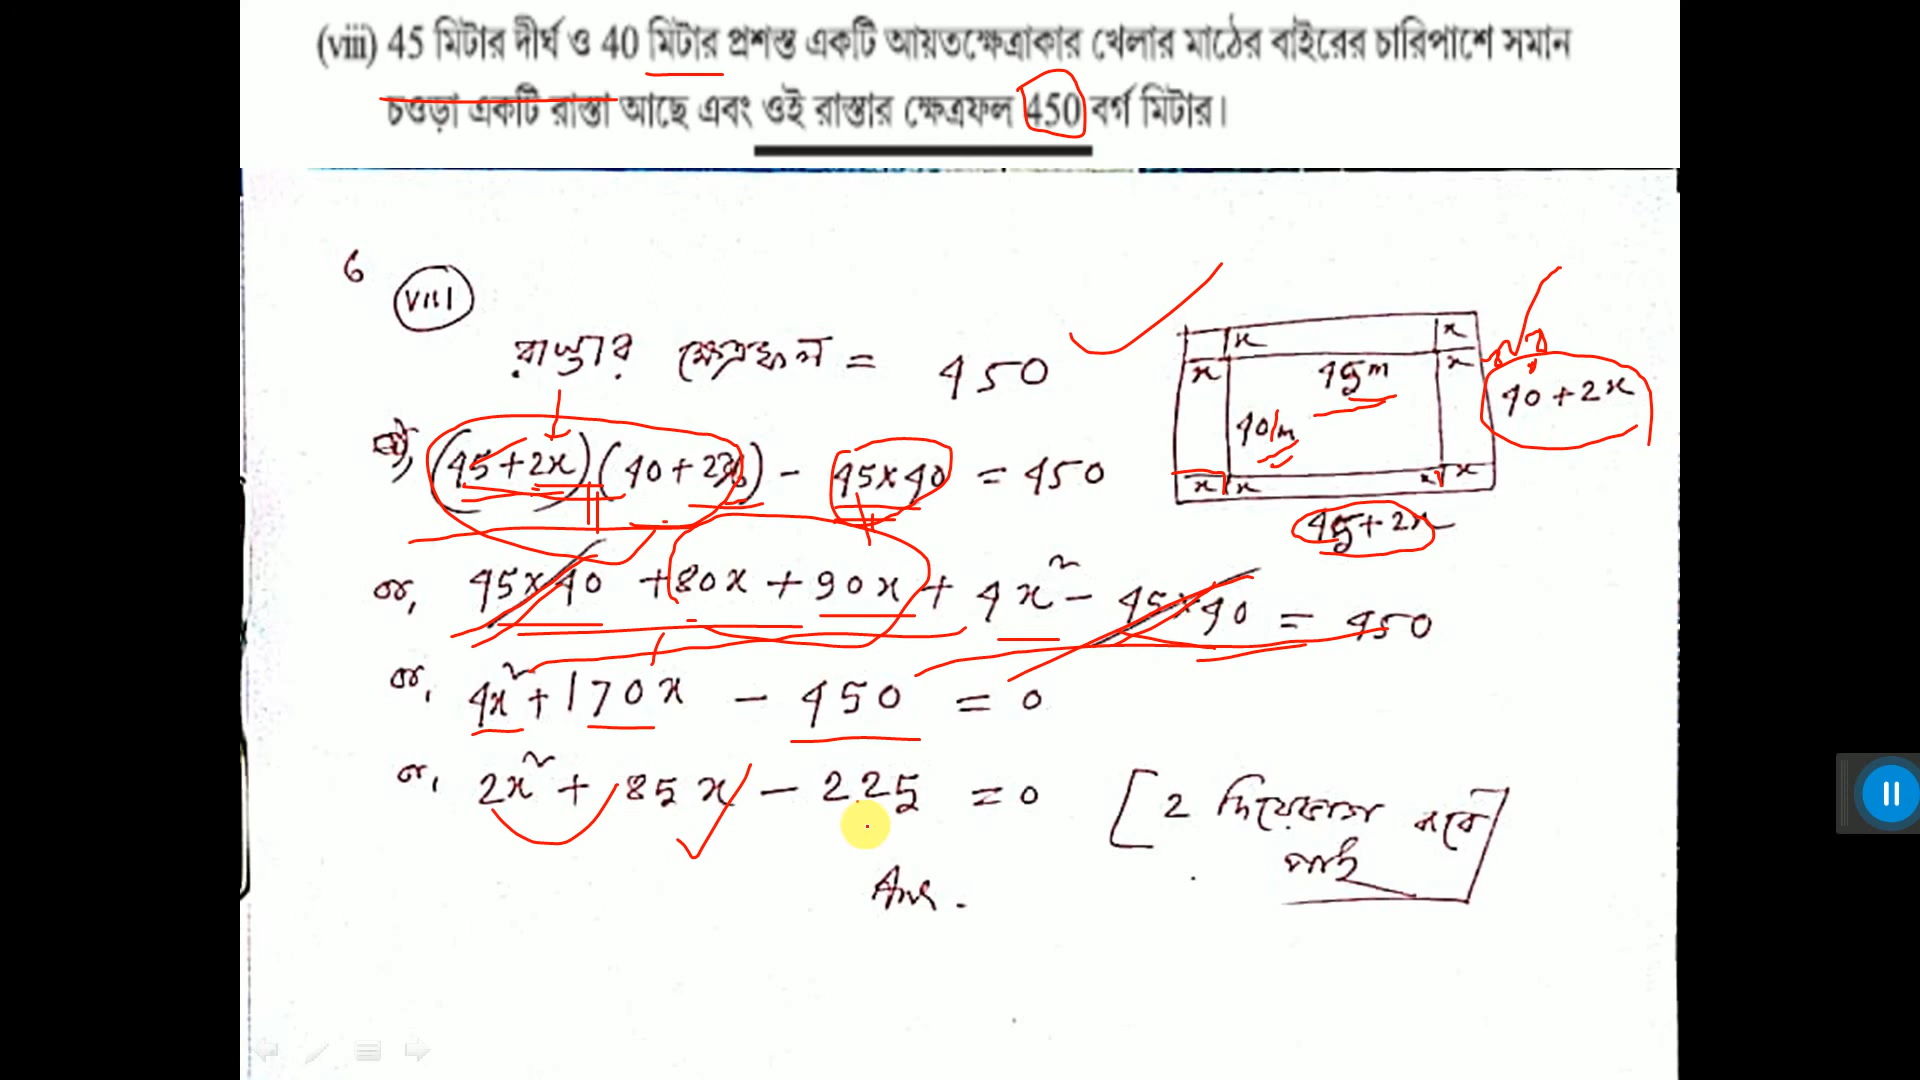 (viii) 45 মিটার দীর্ঘ ও 40 মিটার প্রশস্ত একটি আয়তক্ষেত্রাকার খেলার মাঠের বাইরের চারিপাশে সমান
চওড়া একটি রাস্তা আছে এবং ওই রাস্তার ক্ষেত্রফল 450 বর্গ মিটার।
6
VIII
রাস্তার ক্ষেত্রফল = 450
বা, (45+2x)(40+2x) - 45×40 = 450
বা, 45×40 + 80x + 90x + 4x² - 45×40 = 450
বা, 4x² + 170x - 450 = 0
বা, 2x² + 85x - 225 = 0 [2 দিয়ে ভাগ করে
পাই]
Ans.
x x
x 45m x
40m 40+2x
x x x x
45+2x